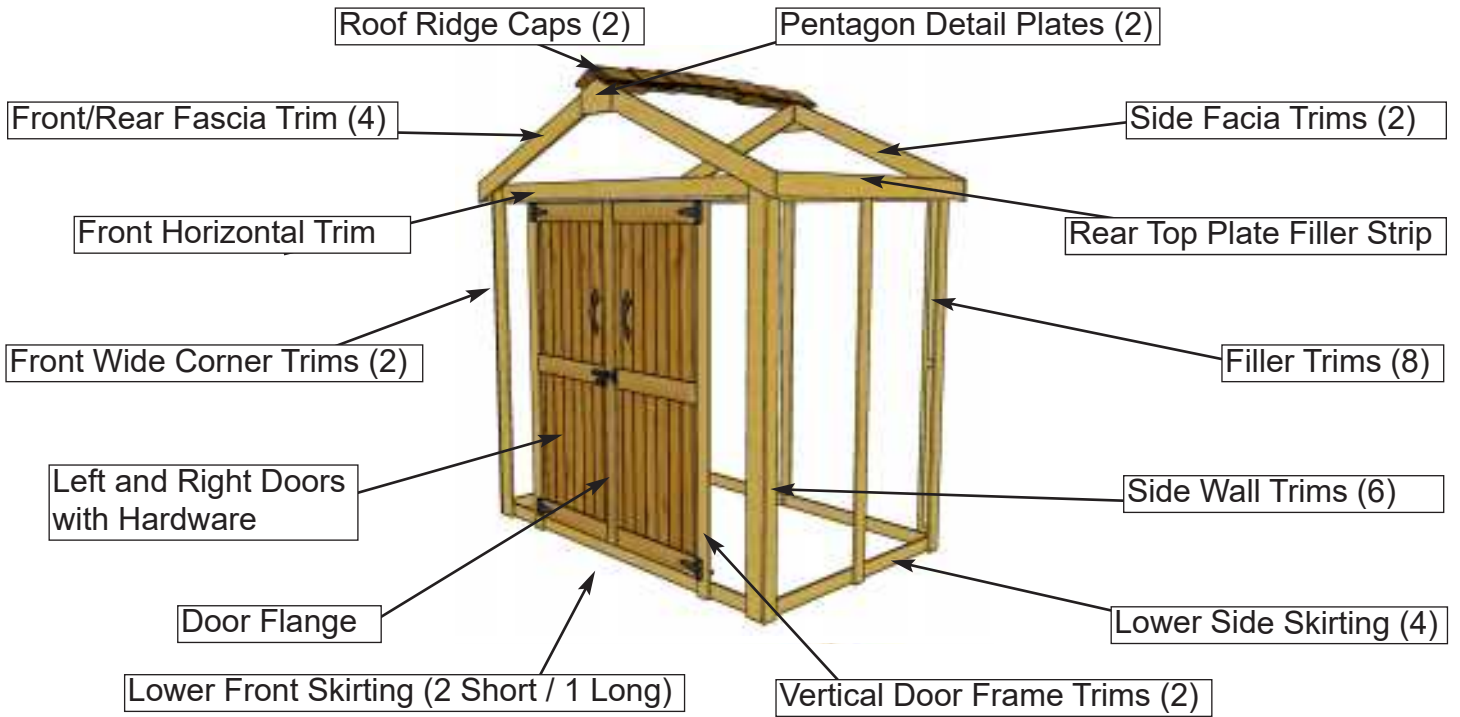 Roof Ridge Caps (2)
Pentagon Detail Plates (2)
Front/Rear Fascia Trim (4)
Side Facia Trims (2)
Front Horizontal Trim
Rear Top Plate Filler Strip
Front Wide Corner Trims (2)
Filler Trims (8)
Left and Right Doors
with Hardware
Side Wall Trims (6)
Door Flange
Lower Side Skirting (4)
Lower Front Skirting (2 Short / 1 Long)
Vertical Door Frame Trims (2)